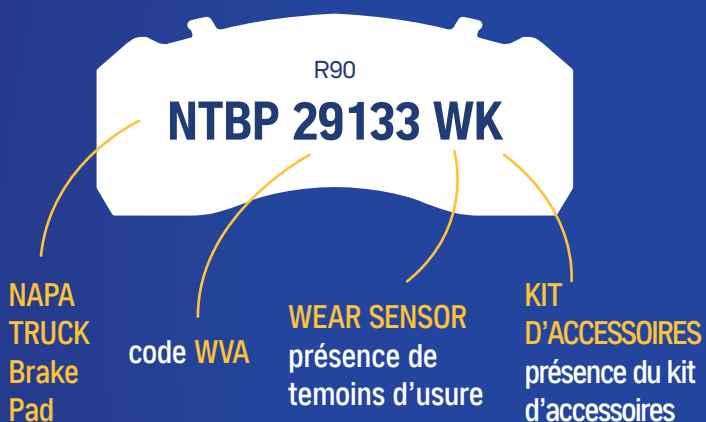 R90
NTBP 29133 WK
NAPA
TRUCK
Brake
Pad
code WVA
WEAR SENSOR
présence de
temoins d'usure
KIT
D'ACCESSOIRES
présence du kit
d'accessoires